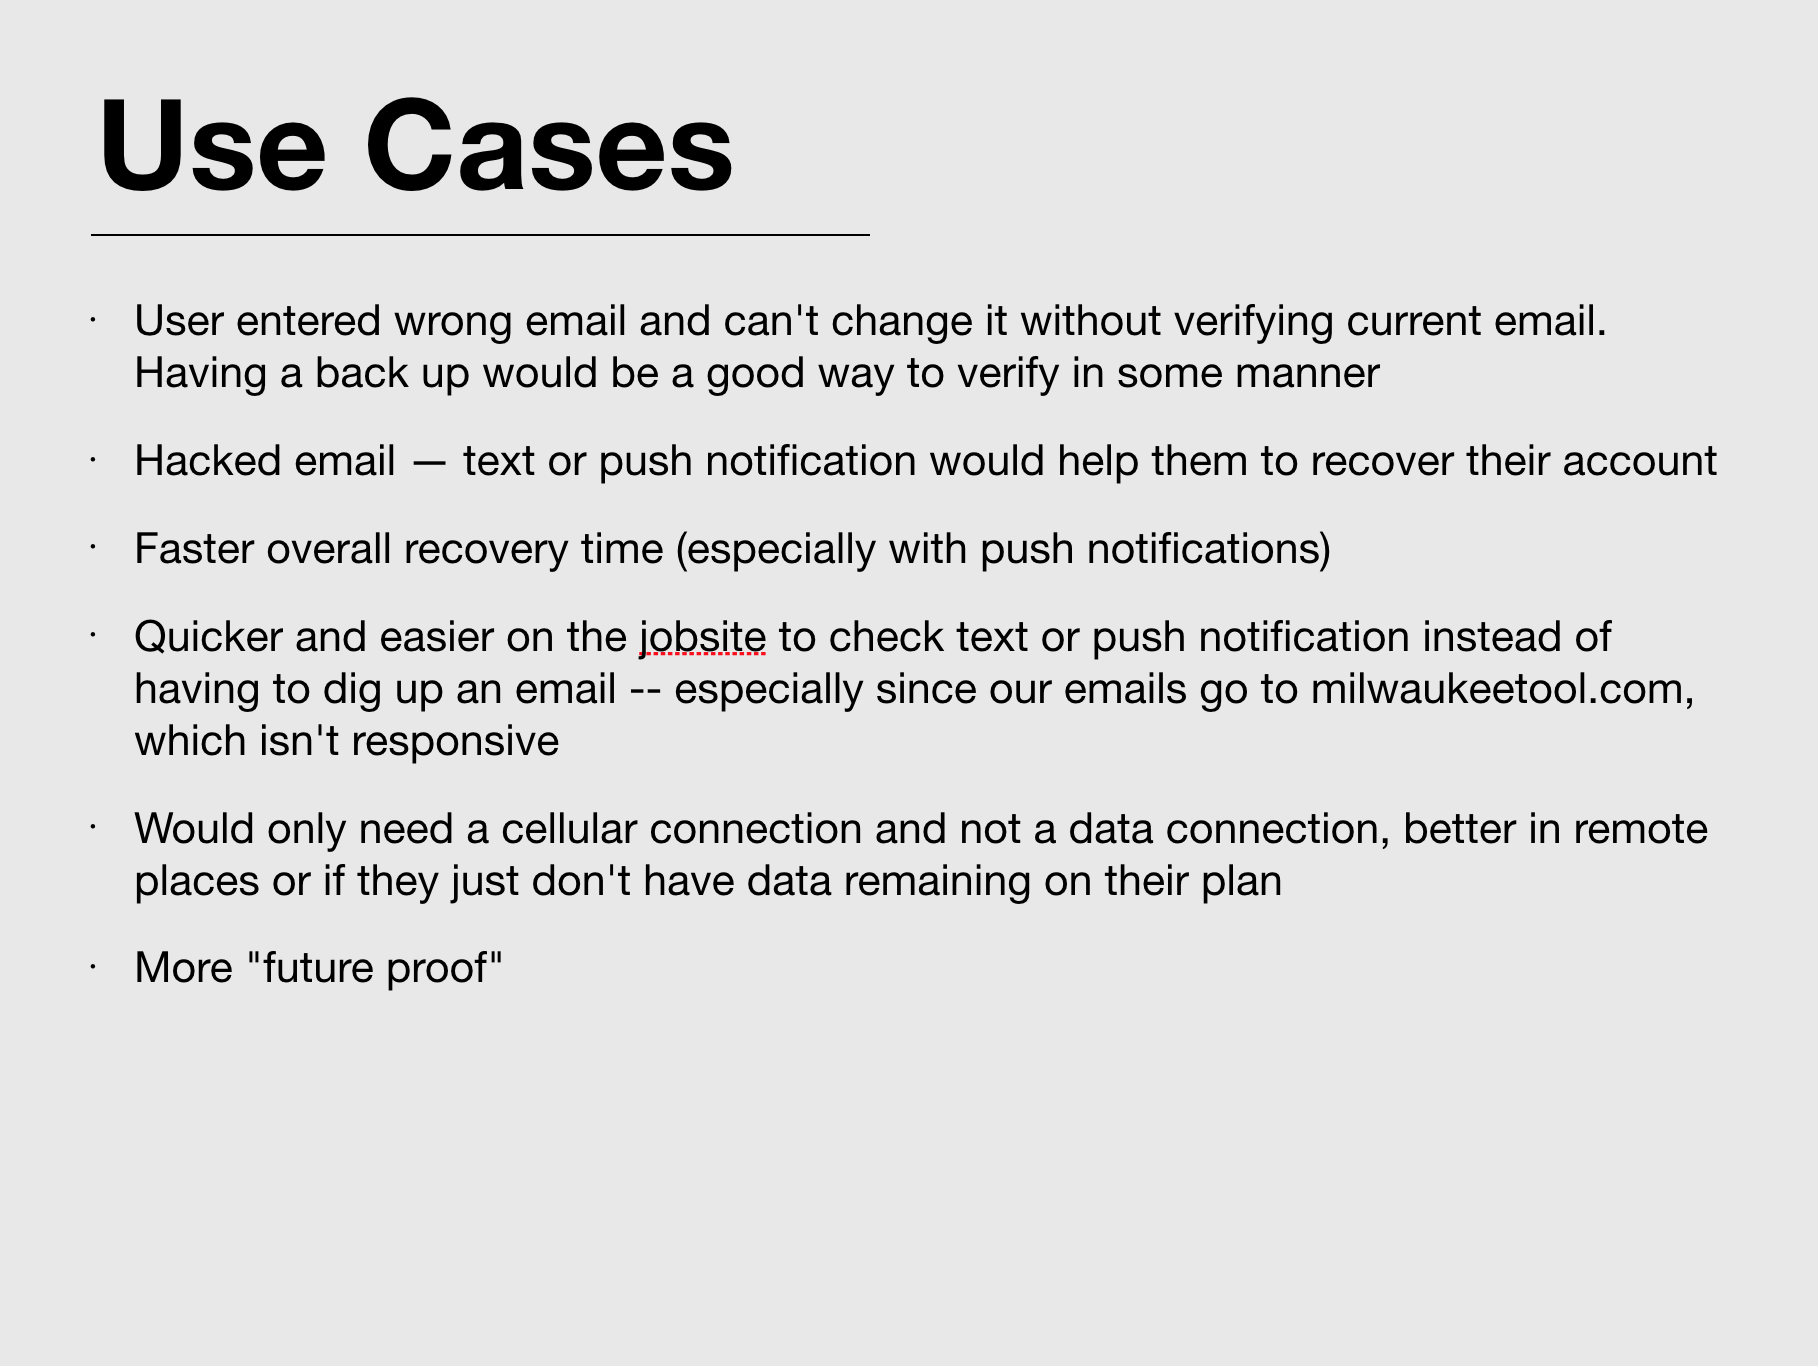 Use Cases
· User entered wrong email and can't change it without verifying current email.
Having a back up would be a good way to verify in some manner
· Hacked email — text or push notification would help them to recover their account
· Faster overall recovery time (especially with push notifications)
· Quicker and easier on the jobsite to check text or push notification instead of
having to dig up an email -- especially since our emails go to milwaukeetool.com,
which isn't responsive
· Would only need a cellular connection and not a data connection, better in remote
places or if they just don't have data remaining on their plan
· More "future proof"